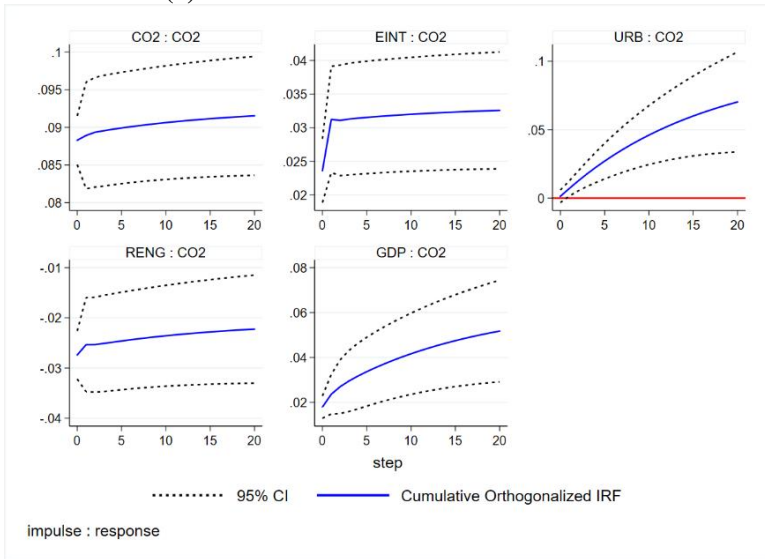 CO2 : CO2
.1
.095
.09
.085
.08
0 5 10 15 20
EINT : CO2
.04
.035
.03
.025
.02
0 5 10 15 20
URB : CO2
.1
.05
0
0 5 10 15 20
RENG : CO2
-.01
-.02
-.03
-.04
0 5 10 15 20
GDP : CO2
.08
.06
.04
.02
0 5 10 15 20
step
95% CI
Cumulative Orthogonalized IRF
impulse : response